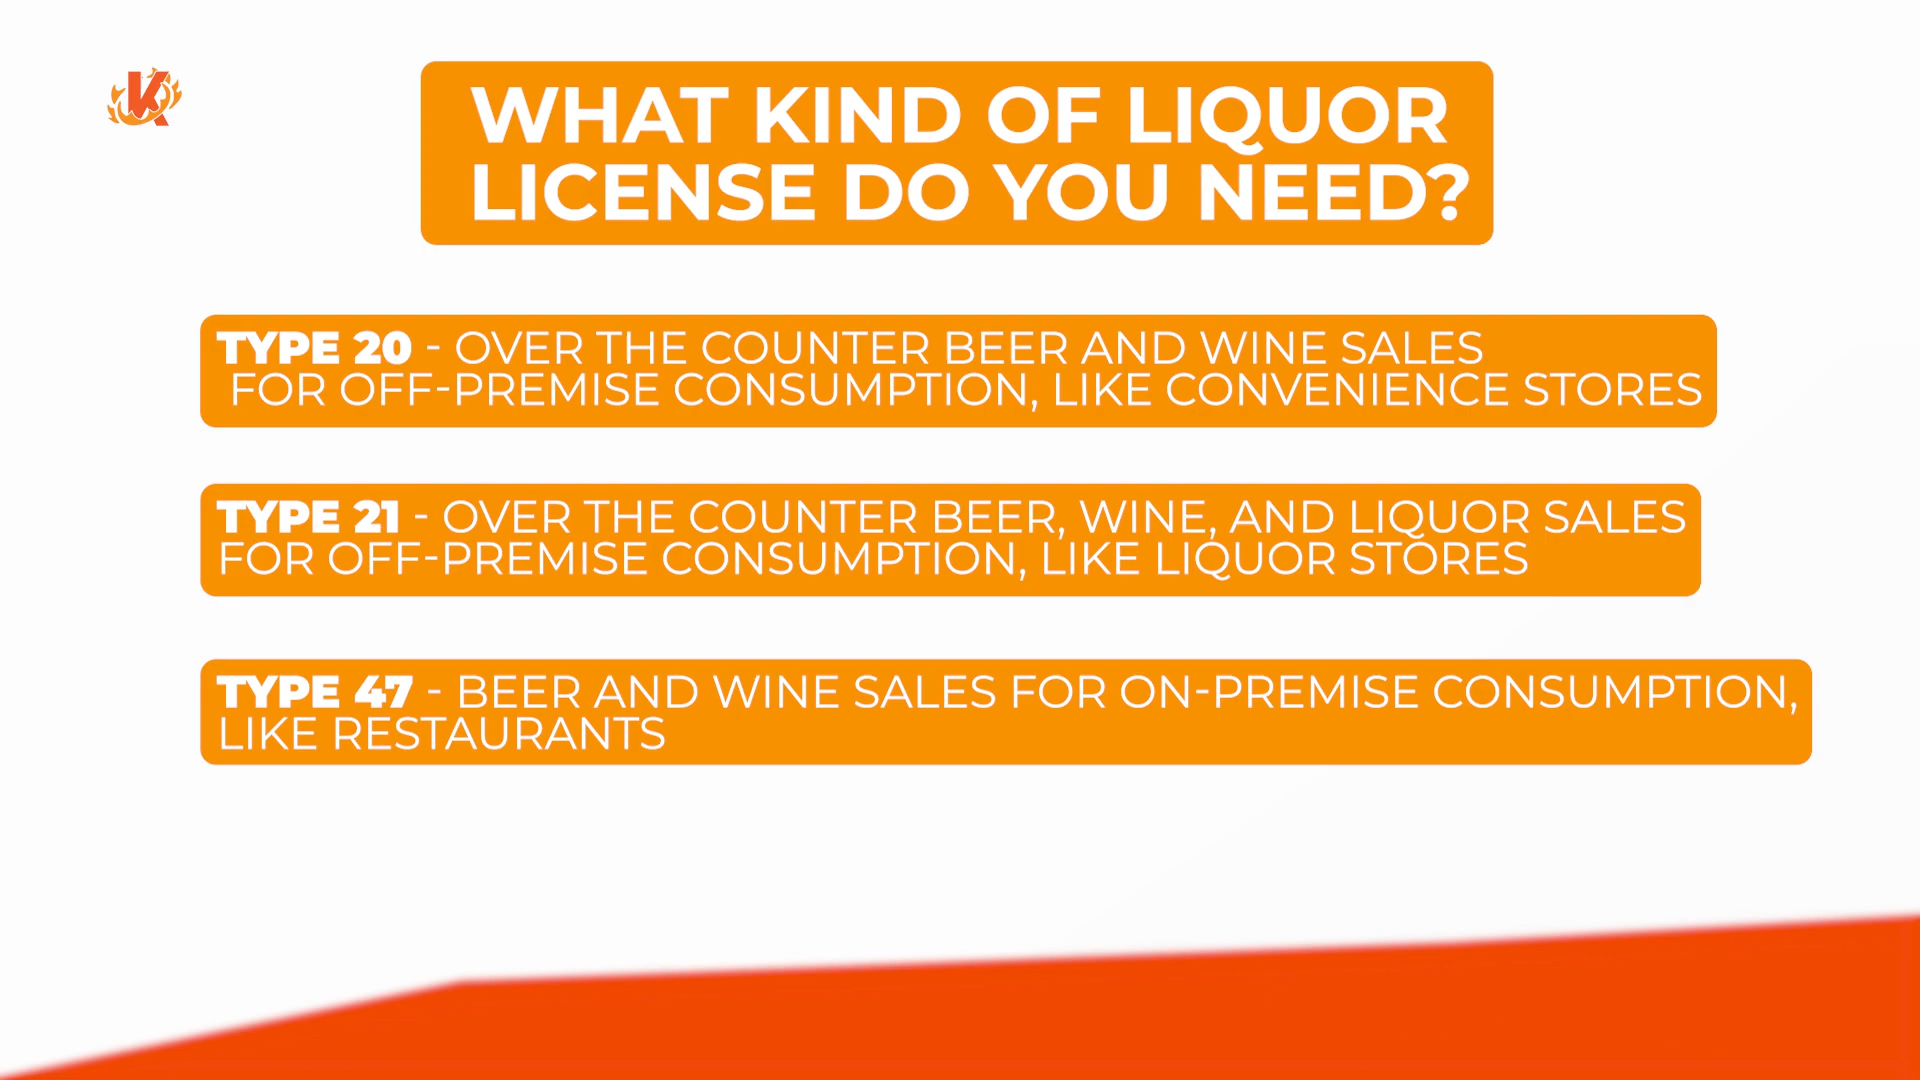 K
WHAT KIND OF LIQUOR
LICENSE DO YOU NEED?
TYPE 20 - OVER THE COUNTER BEER AND WINE SALES
FOR OFF-PREMISE CONSUMPTION, LIKE CONVENIENCE STORES
TYPE 21 - OVER THE COUNTER BEER, WINE, AND LIQUOR SALES
FOR OFF-PREMISE CONSUMPTION, LIKE LIQUOR STORES
TYPE 47 - BEER AND WINE SALES FOR ON-PREMISE CONSUMPTION,
LIKE RESTAURANTS